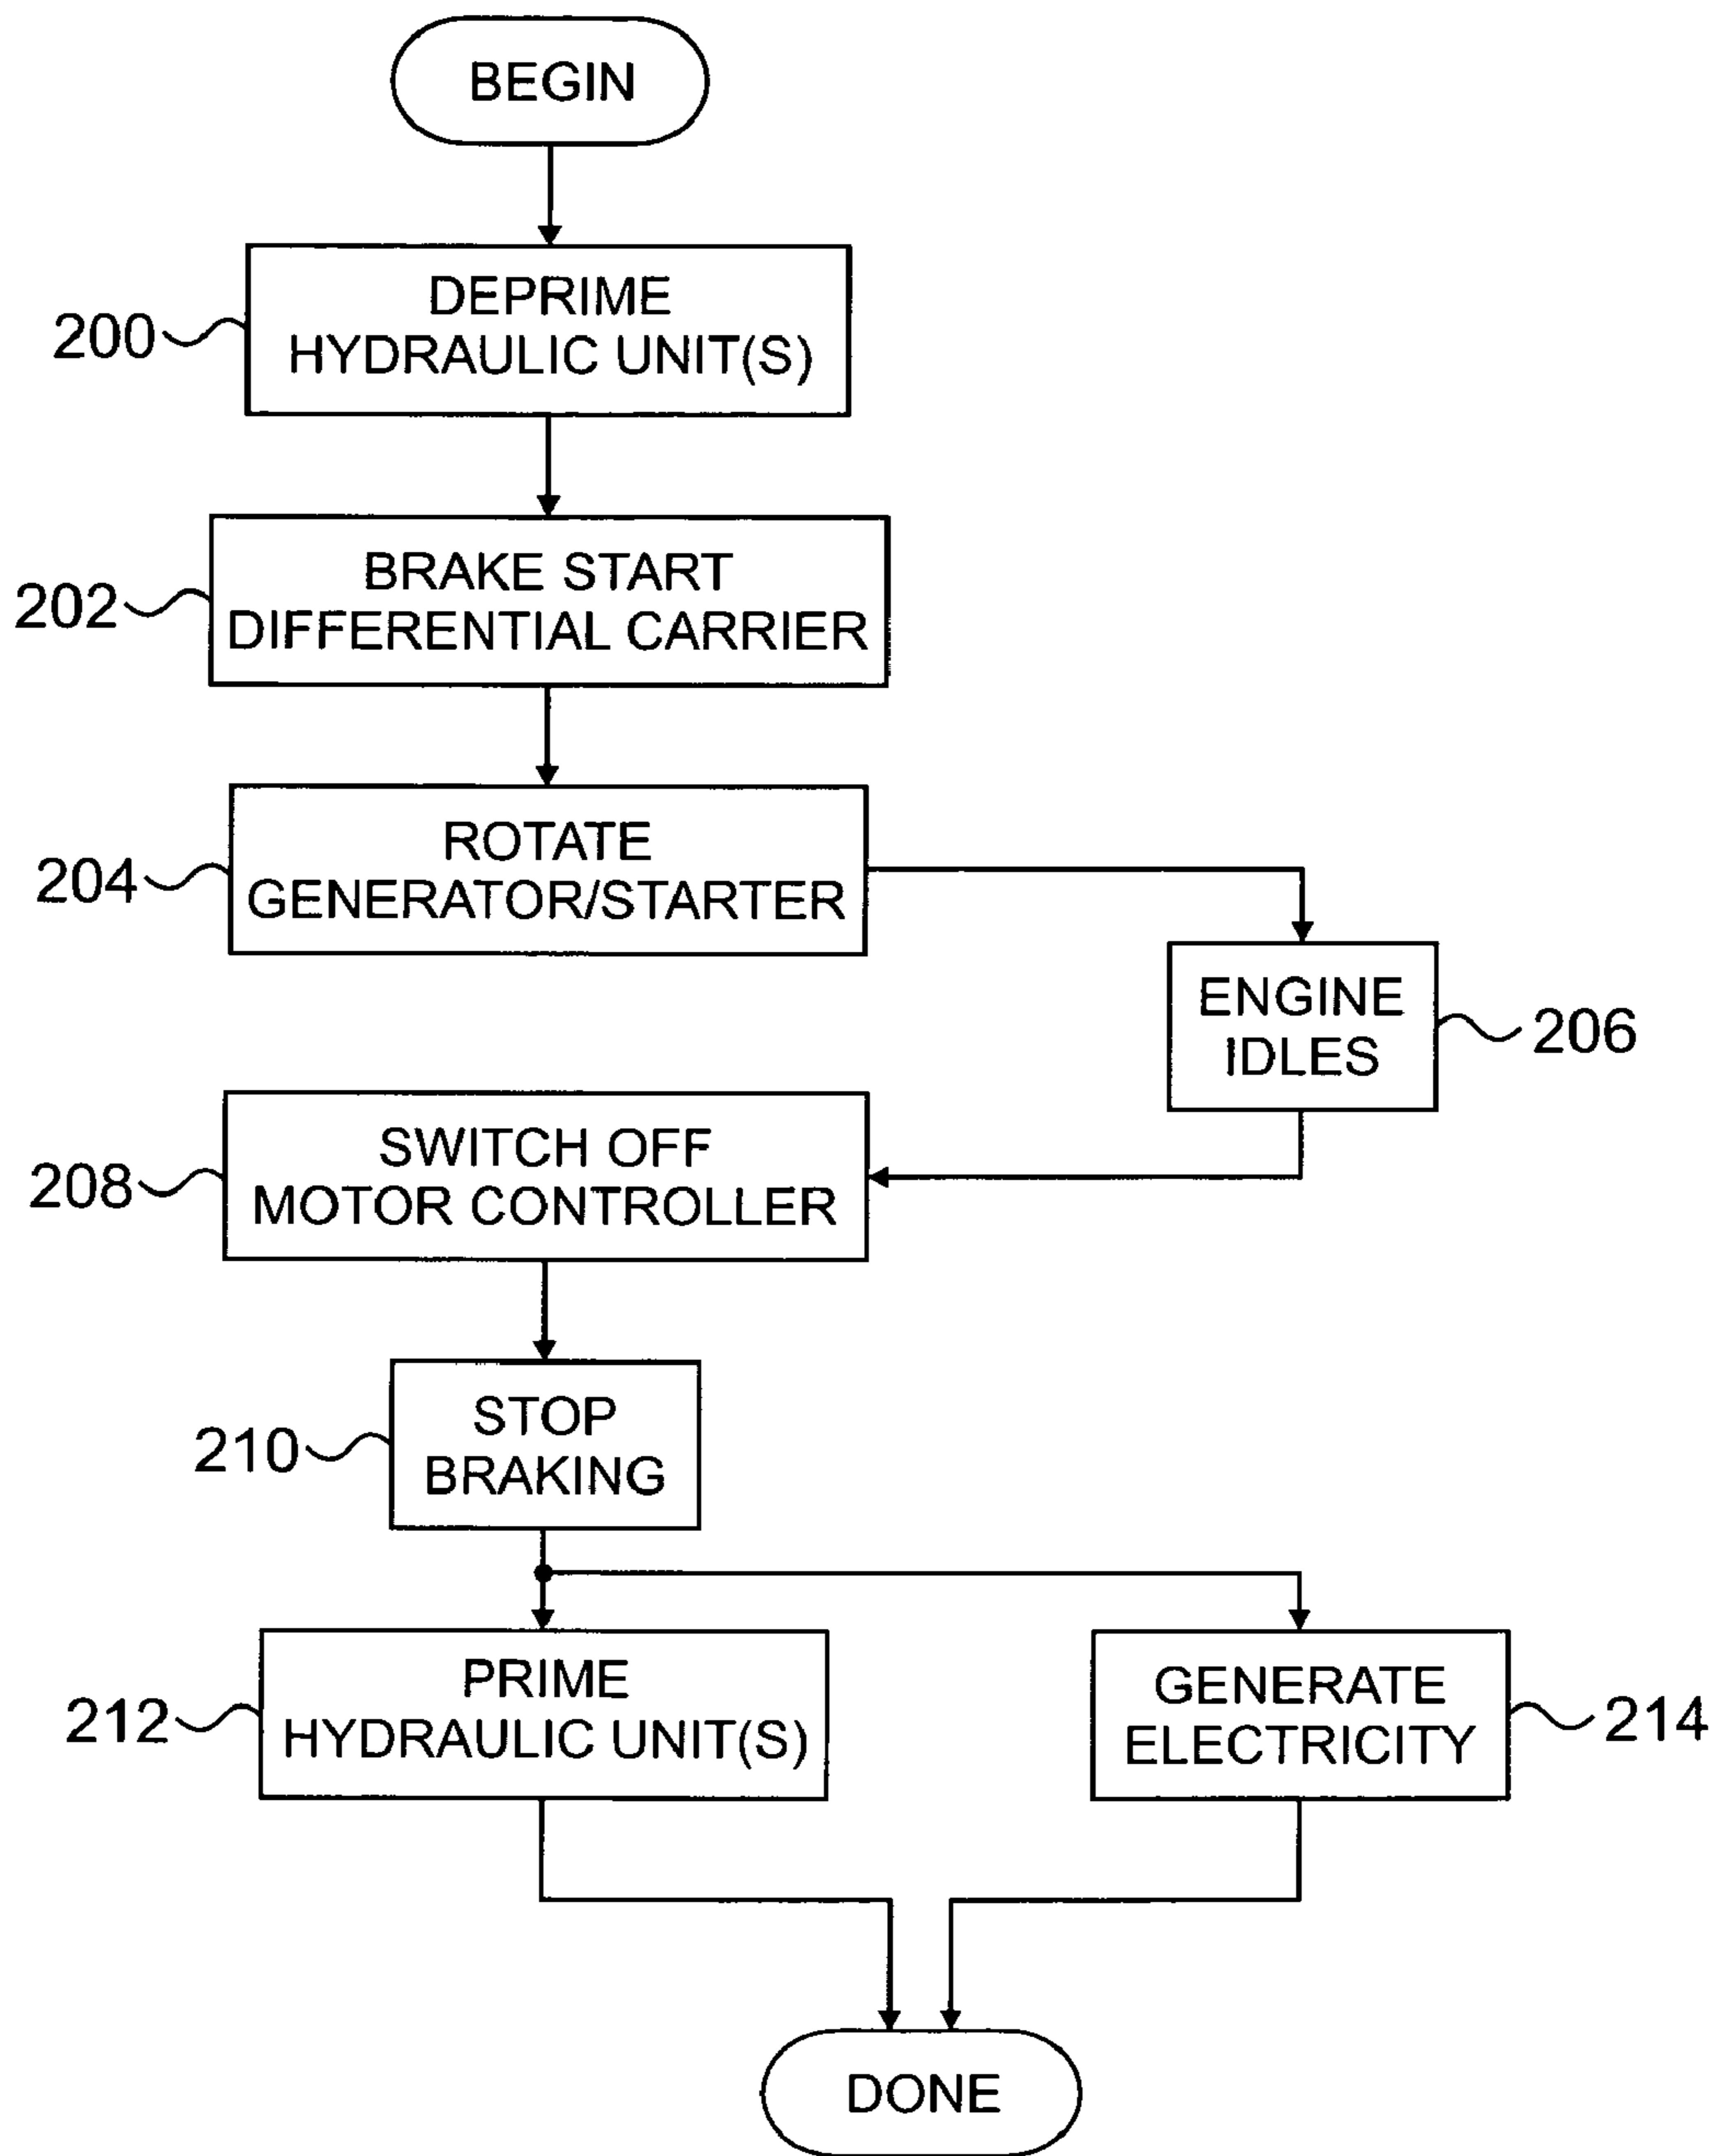 BEGIN
200
DEPRIME
HYDRAULIC UNIT(S)
202
BRAKE START
DIFFERENTIAL CARRIER
204
ROTATE
GENERATOR/STARTER
ENGINE
IDLES
206
208
SWITCH OFF
MOTOR CONTROLLER
210
STOP
BRAKING
212
PRIME
HYDRAULIC UNIT(S)
GENERATE
ELECTRICITY
214
DONE